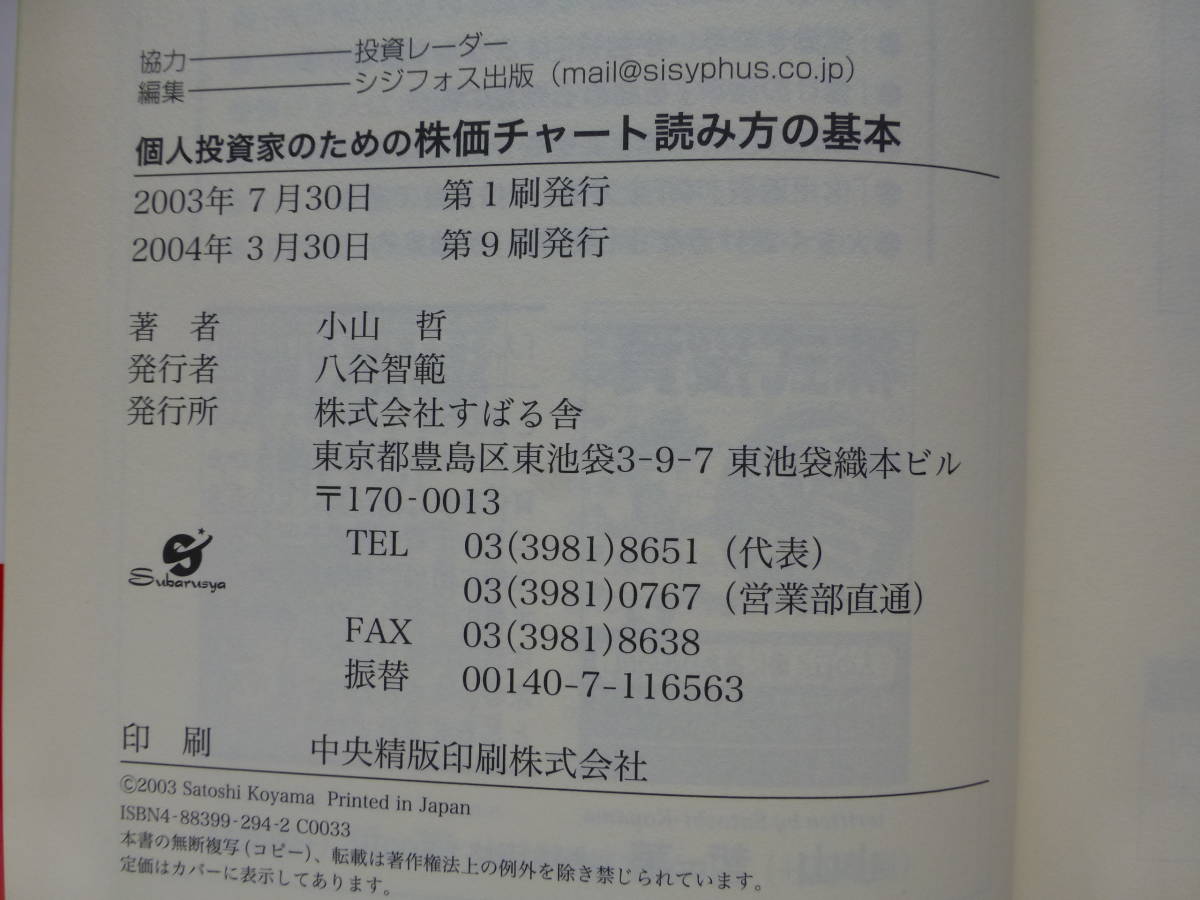 協力―――――投資レーダー
編集―――――シジフォス出版（mail@sisyphus.co.jp）
個人投資家のための株価チャート読み方の基本
2003年 7月30日　第1刷発行
2004年 3月30日　第9刷発行
著　者　小山　哲
発行者　八谷智範
発行所　株式会社すばる舎
東京都豊島区東池袋3-9-7 東池袋織本ビル
〒170-0013
TEL　03(3981)8651（代表）
03(3981)0767（営業部直通）
FAX　03(3981)8638
振替　00140-7-116563
Subarusya
印　刷　中央精版印刷株式会社
©2003 Satoshi Koyama Printed in Japan
ISBN4-88399-294-2 C0033
本書の無断複写（コピー）、転載は著作権法上の例外を除き禁じられています。
定価はカバーに表示してあります。